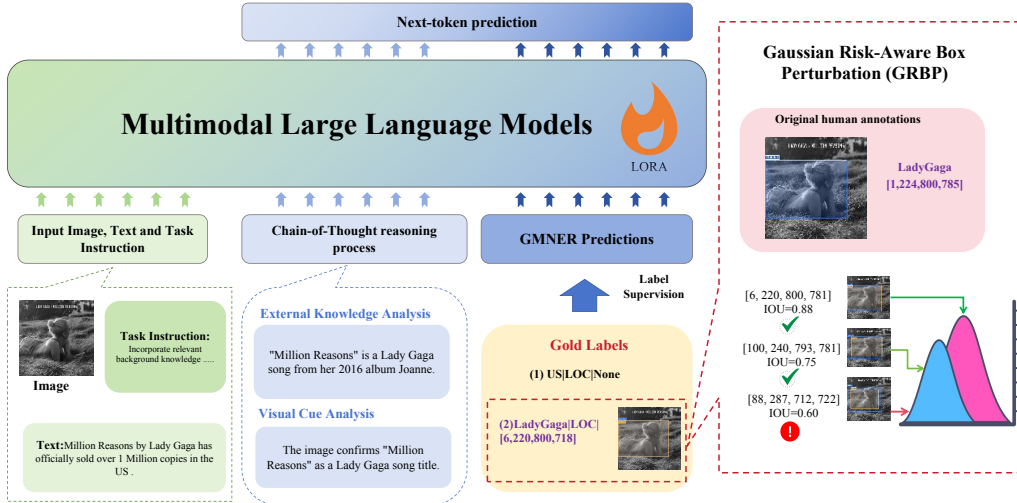 Next-token prediction
Multimodal Large Language Models
LORA
Input Image, Text and Task
Instruction
Chain-of-Thought reasoning
process
GMNER Predictions
Label
Supervision
Image
Task Instruction:
Incorporate relevant
background knowledge .....
Text:Million Reasons by Lady Gaga has
officially sold over 1 Million copies in the
US .
External Knowledge Analysis
"Million Reasons" is a Lady Gaga
song from her 2016 album Joanne.
Visual Cue Analysis
The image confirms "Million
Reasons" as a Lady Gaga song title.
Gold Labels
(1) US|LOC|None
(2)LadyGaga|LOC|
[6,220,800,718]
Gaussian Risk-Aware Box
Perturbation (GRBP)
Original human annotations
LADY GAGA - MILLION REASONS
LadyGaga
[1,224,800,785]
[6, 220, 800, 781]
IOU=0.88
[100, 240, 793, 781]
IOU=0.75
[88, 287, 712, 722]
IOU=0.60